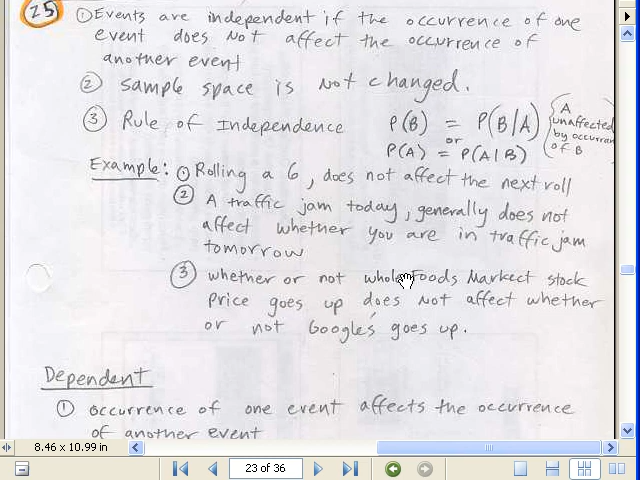 25
① Events are independent if the occurrence of one
event does Not affect the occurrence of
another event
② Sample space is Not changed.
③ Rule of Independence
P(B) = P(B/A)
or
P(A) = P(A|B)
A
unaffected
by occurran
of B
Example: ① Rolling a 6, does not affect the next roll
② A traffic jam today, generally does not
affect whether you are in traffic jam
tomorrow
③ whether or not whole Foods Markect stock
Price goes up does Not affect whether
or not Google's goes up.
Dependent
① occurrence of one event affects the occurrence
of another event
8.46 x 10.99 in
23 of 36